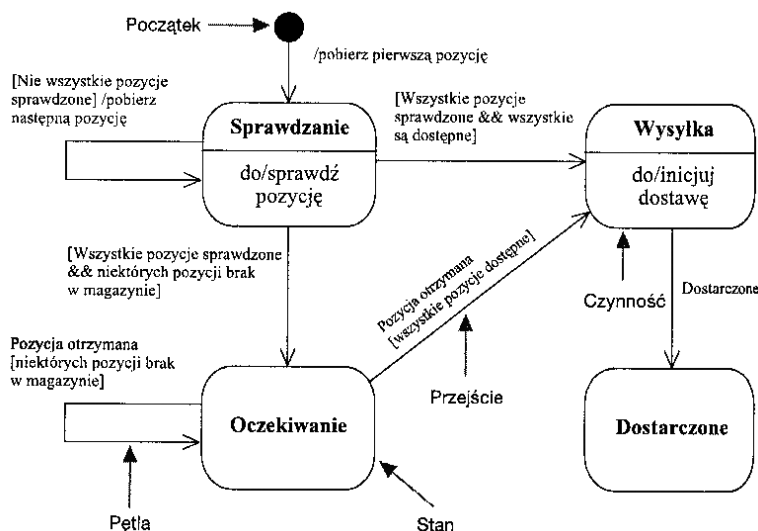 Początek
/pobierz pierwszą pozycję
[Nie wszystkie pozycje
sprawdzone] /pobierz
następną pozycję
Sprawdzanie
do/sprawdź
pozycję
[Wszystkie pozycje
sprawdzone && wszystkie
są dostępne]
Wysyłka
do/inicjuj
dostawę
[Wszystkie pozycje sprawdzone
&& niektórych pozycji brak
w magazynie]
Pozycja otrzymana
[wszystkie pozycje dostępne]
Czynność
Dostarczone
Pozycja otrzymana
[niektórych pozycji brak
w magazynie]
Przejście
Oczekiwanie
Dostarczone
Pętla
Stan